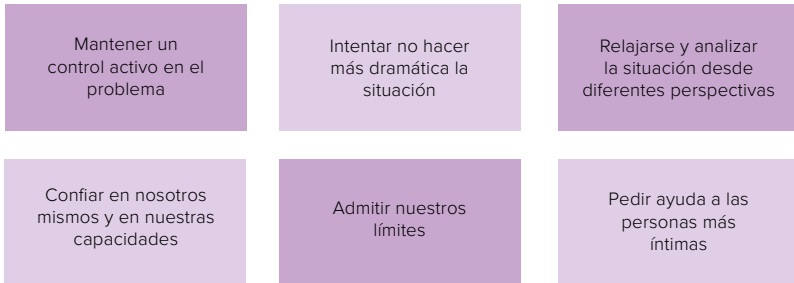 Mantener un
control activo en el
problema
Intentar no hacer
más dramática la
situación
Relajarse y analizar
la situación desde
diferentes perspectivas
Confiar en nosotros
mismos y en nuestras
capacidades
Admitir nuestros
límites
Pedir ayuda a las
personas más
íntimas